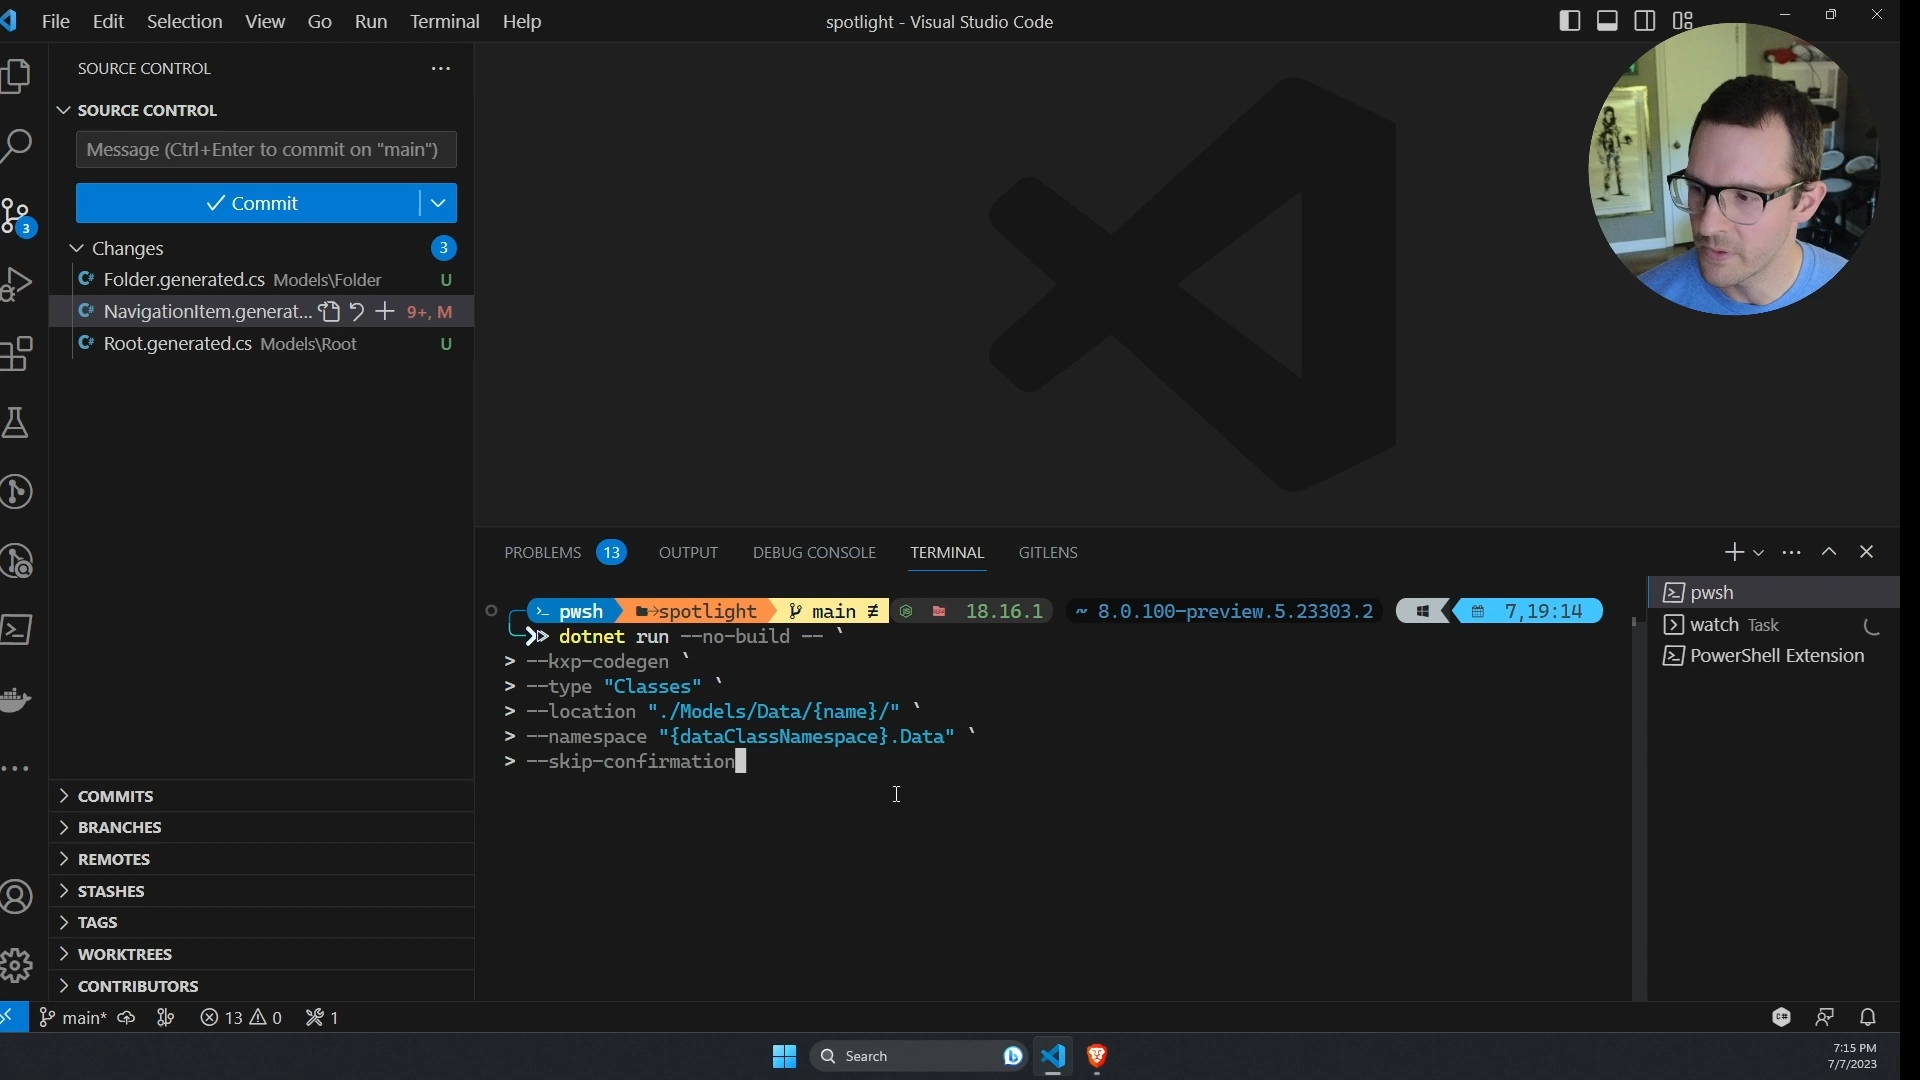 File Edit Selection View Go Run Terminal Help
spotlight - Visual Studio Code
SOURCE CONTROL
SOURCE CONTROL
Message (Ctrl+Enter to commit on "main")
Commit
3
Changes 3
Folder.generated.cs Models\Folder U
NavigationItem.generat... 9+, M
Root.generated.cs Models\Root U
COMMITS
BRANCHES
REMOTES
STASHES
TAGS
WORKTREES
CONTRIBUTORS
PROBLEMS 13 OUTPUT DEBUG CONSOLE TERMINAL GITLENS
pwsh spotlight main ≢ 18.16.1 ~ 8.0.100-preview.5.23303.2 7,19:14
dotnet run --no-build -- `
> --kxp-codegen `
> --type "Classes" `
> --location "./Models/Data/{name}/" `
> --namespace "{dataClassNamespace}.Data" `
> --skip-confirmation
pwsh
watch Task
PowerShell Extension
main* 13 0 1
Search
7:15 PM
7/7/2023